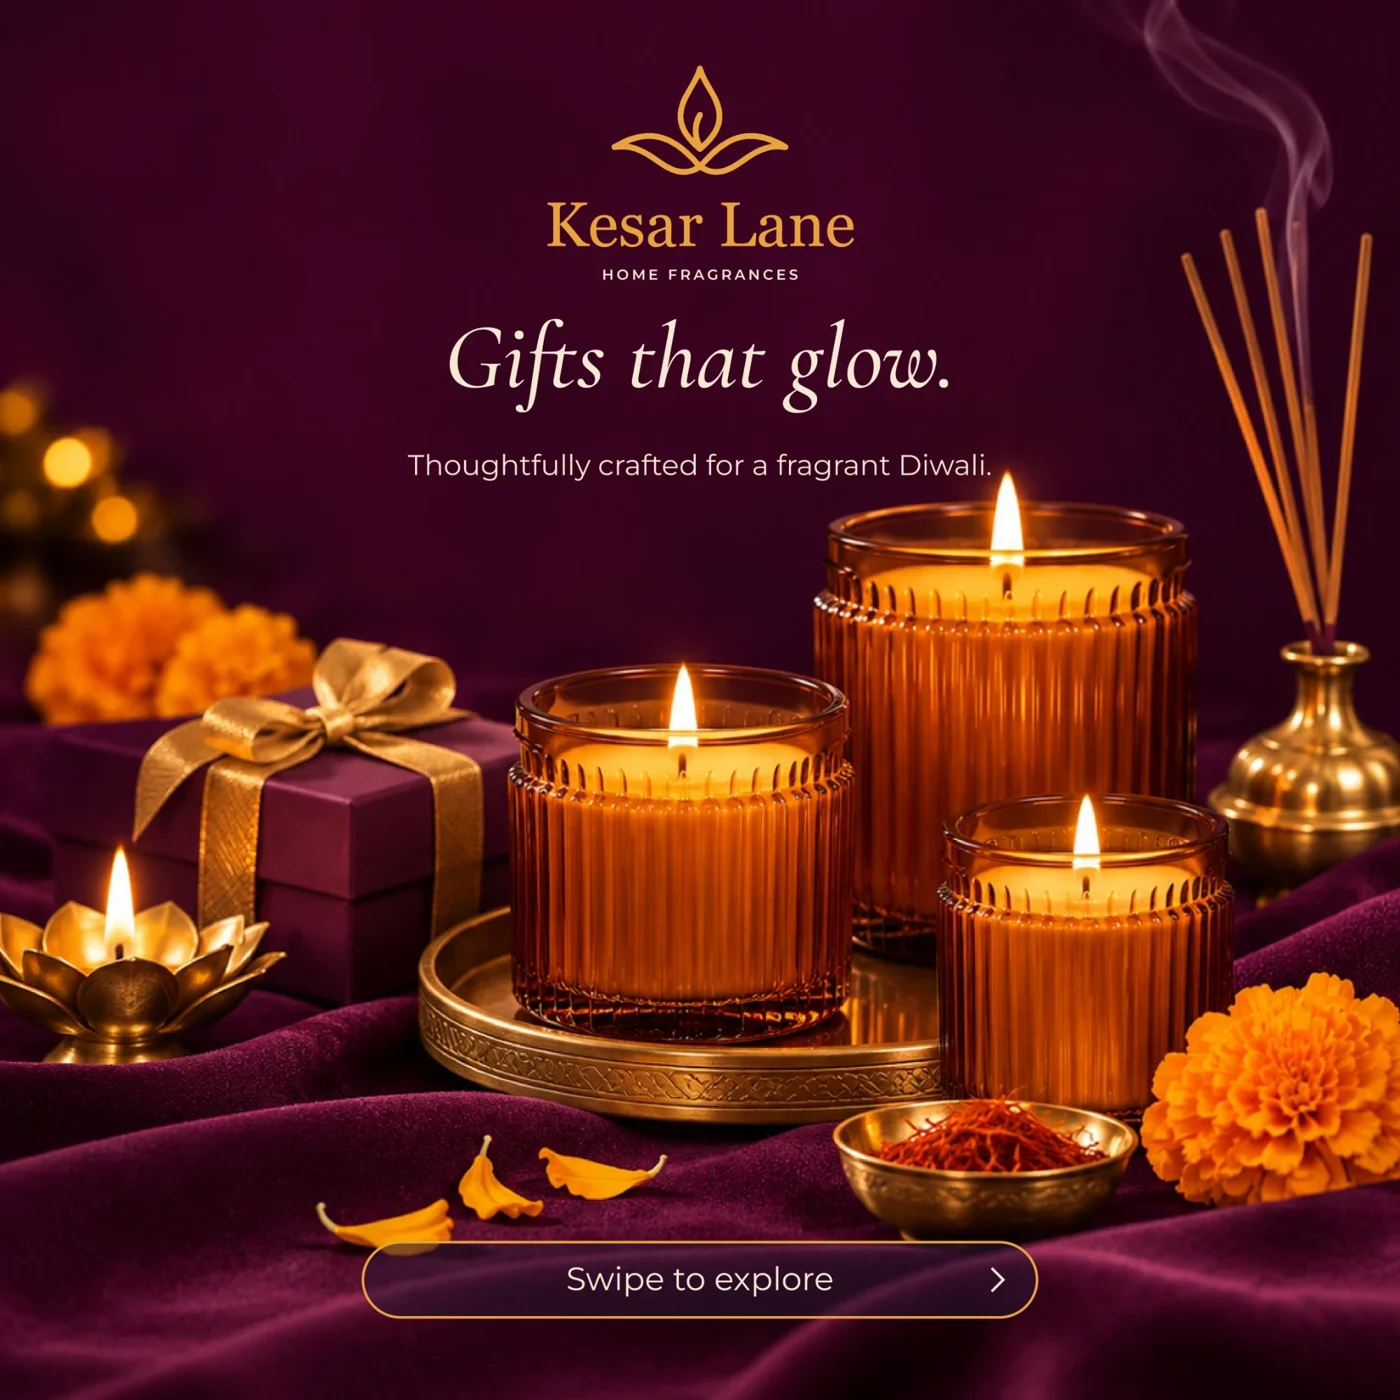 Kesar Lane
HOME FRAGRANCES
Gifts that glow.
Thoughtfully crafted for a fragrant Diwali.
Swipe to explore